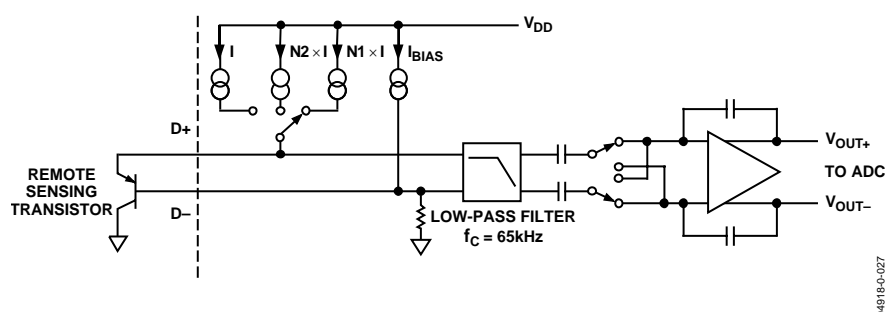 V_DD
I
N2 × I
N1 × I
I_BIAS
D+
REMOTE
SENSING
TRANSISTOR
D–
LOW-PASS FILTER
f_C = 65kHz
V_OUT+
TO ADC
V_OUT–
04918-0-027